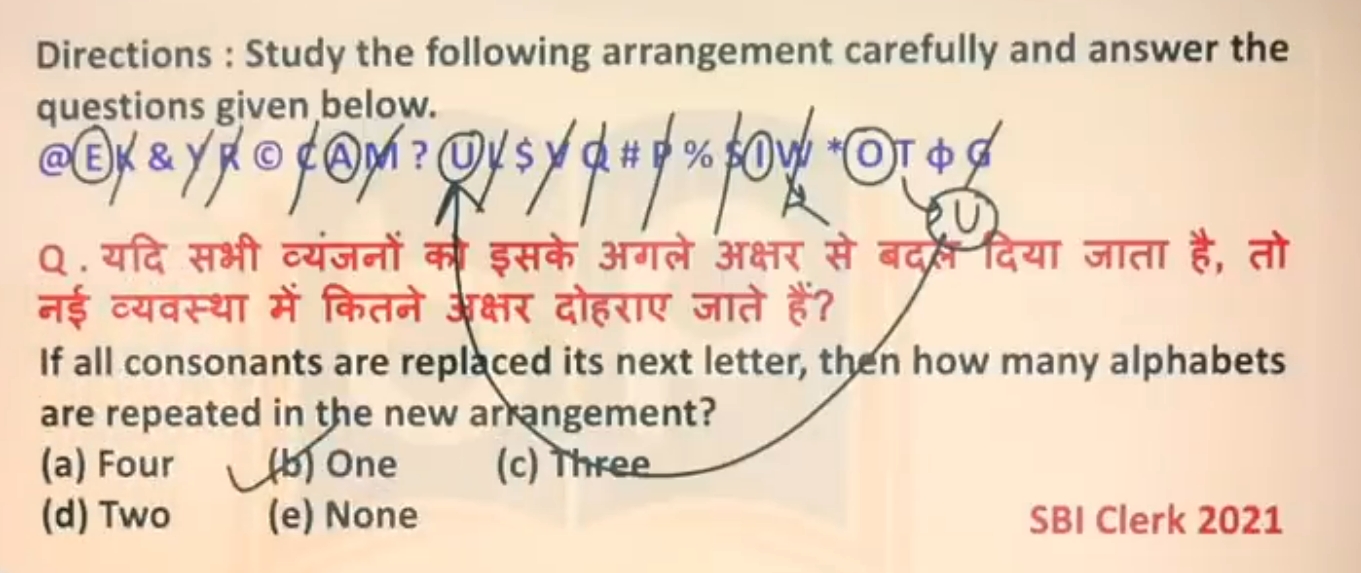 Directions : Study the following arrangement carefully and answer the
questions given below.
@ E K & Y R © C A M ? U L $ V Q # P % S I W * O T ф G
U
Q. यदि सभी व्यंजनों को इसके अगले अक्षर से बदल दिया जाता है, तो
नई व्यवस्था में कितने अक्षर दोहराए जाते हैं?
If all consonants are replaced its next letter, then how many alphabets
are repeated in the new arrangement?
(a) Four (b) One (c) Three
(d) Two (e) None
SBI Clerk 2021